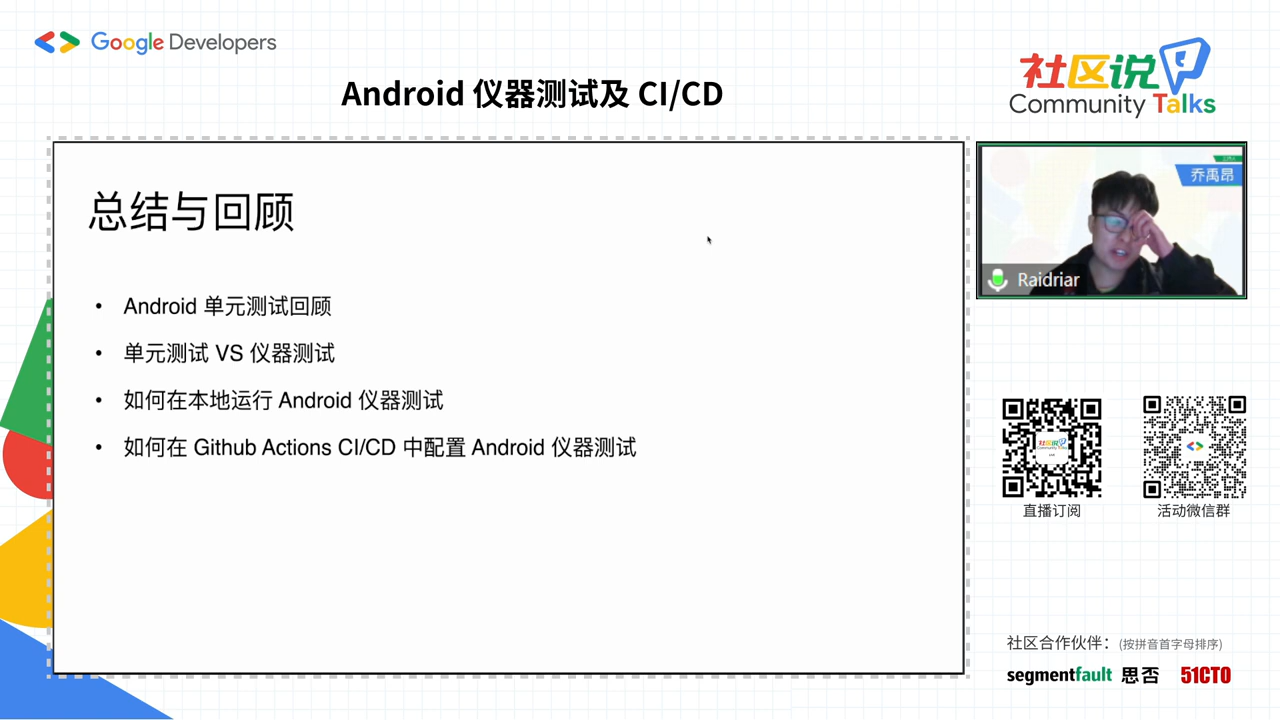 Google Developers
Android 仪器测试及 CI/CD
社区说
Community Talks
总结与回顾
• Android 单元测试回顾
• 单元测试 VS 仪器测试
• 如何在本地运行 Android 仪器测试
• 如何在 Github Actions CI/CD 中配置 Android 仪器测试
乔禹昂
Raidriar
直播订阅
活动微信群
社区合作伙伴：(按拼音首字母排序)
segmentfault 思否 51CTO